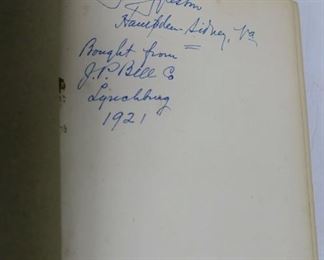 Hampden-Sidney, Va
Bought from
J.P. Bell Co
Lynchburg
1921